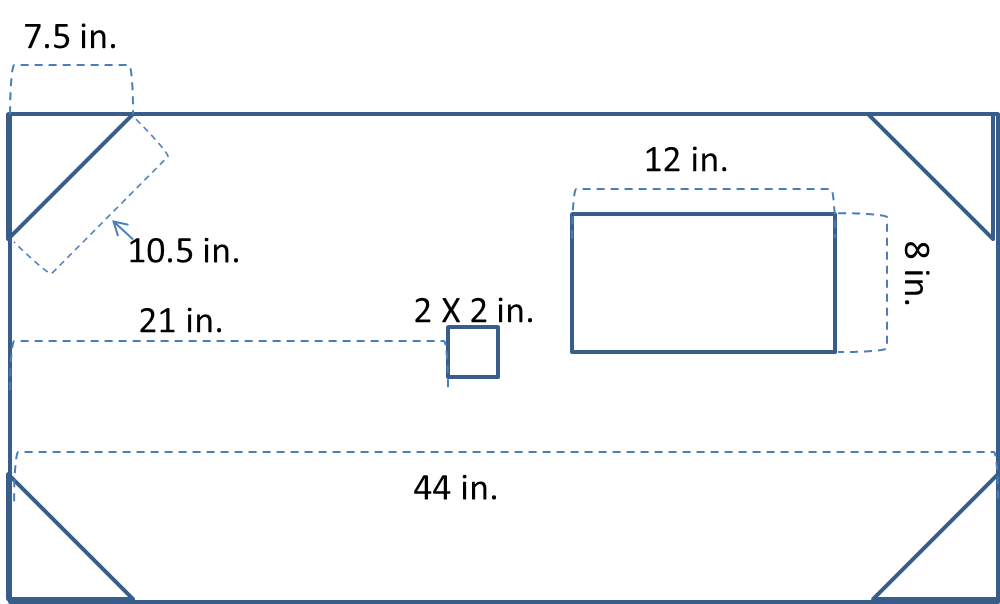 7.5 in.
12 in.
10.5 in.
8 in.
2 X 2 in.
21 in.
44 in.